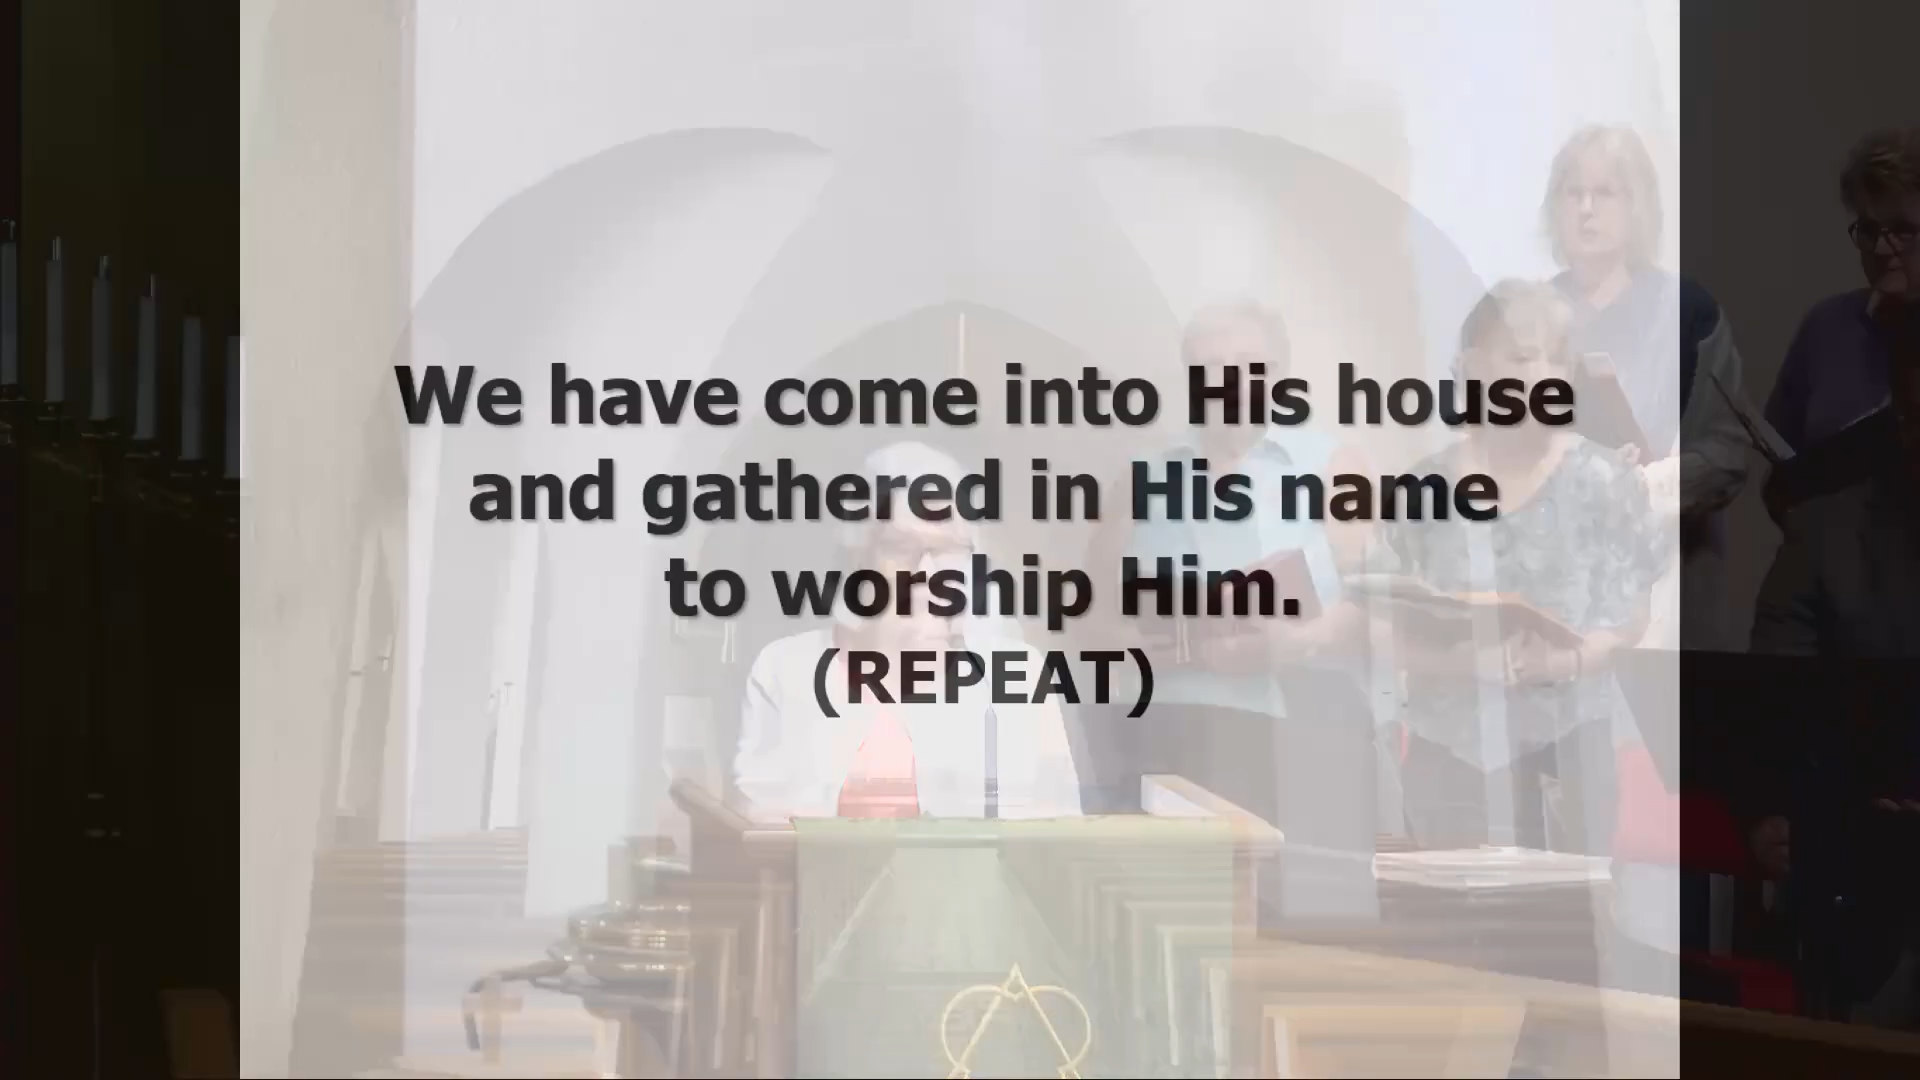 We have come into His house
and gathered in His name
to worship Him.
(REPEAT)